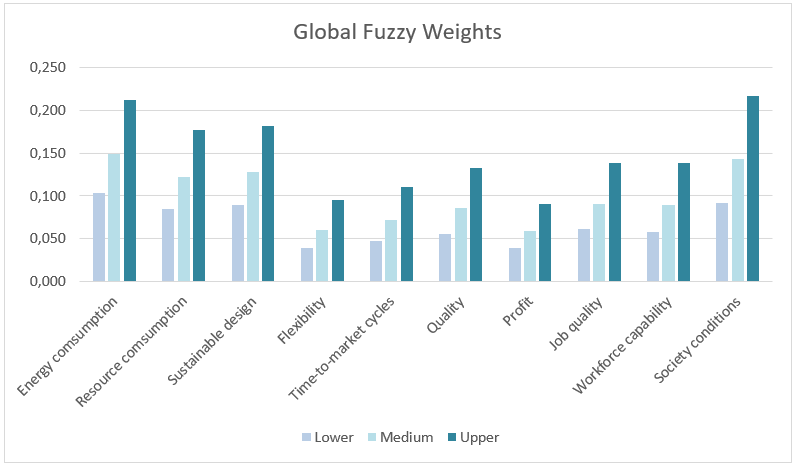 Global Fuzzy Weights
0,250
0,200
0,150
0,100
0,050
0,000
Energy comsumption
Resource comsumption
Sustainable design
Flexibility
Time-to-market cycles
Quality
Profit
Job quality
Workforce capability
Society conditions
Lower Medium Upper